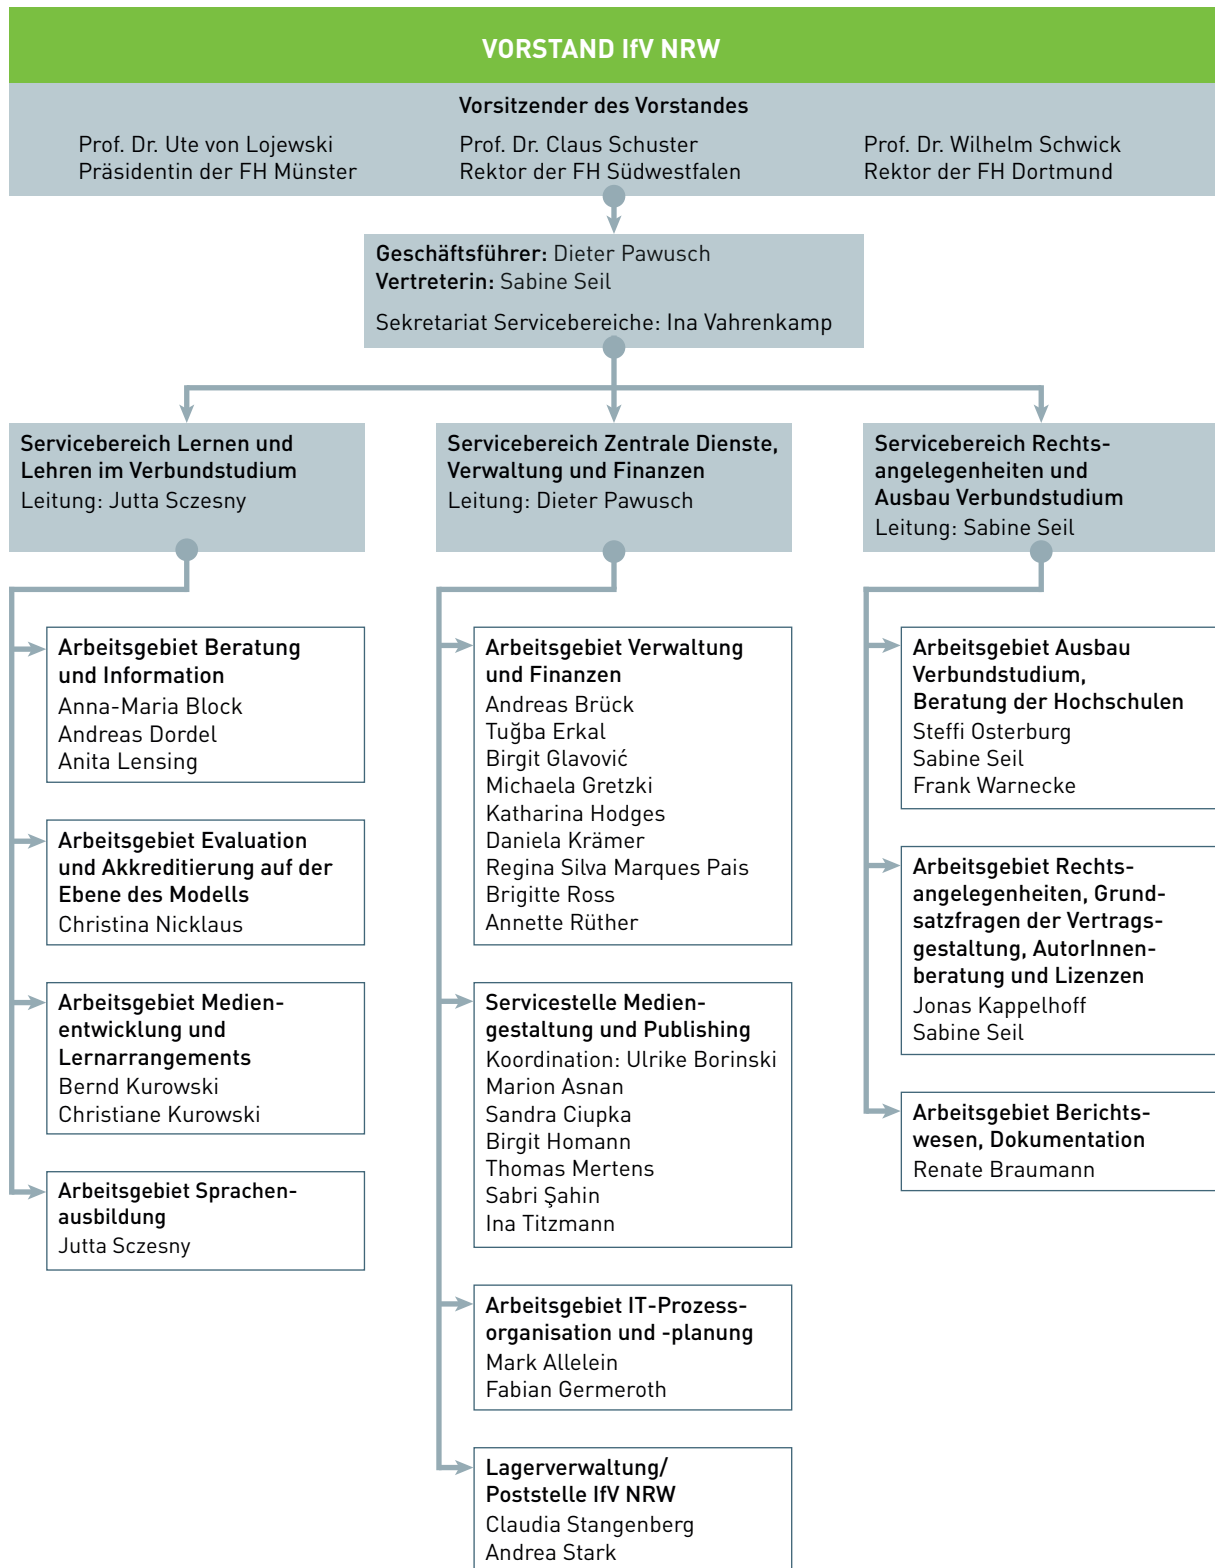 VORSTAND IfV NRW
Vorsitzender des Vorstandes
Prof. Dr. Ute von Lojewski
Präsidentin der FH Münster
Prof. Dr. Claus Schuster
Rektor der FH Südwestfalen
Prof. Dr. Wilhelm Schwick
Rektor der FH Dortmund
Geschäftsführer: Dieter Pawusch
Vertreterin: Sabine Seil
Sekretariat Servicebereiche: Ina Vahrenkamp
Servicebereich Lernen und
Lehren im Verbundstudium
Leitung: Jutta Sczesny
Arbeitsgebiet Beratung
und Information
Anna-Maria Block
Andreas Dordel
Anita Lensing
Arbeitsgebiet Evaluation
und Akkreditierung auf der
Ebene des Modells
Christina Nicklaus
Arbeitsgebiet Medien-
entwicklung und
Lernarrangements
Bernd Kurowski
Christiane Kurowski
Arbeitsgebiet Sprachen-
ausbildung
Jutta Sczesny
Servicebereich Zentrale Dienste,
Verwaltung und Finanzen
Leitung: Dieter Pawusch
Arbeitsgebiet Verwaltung
und Finanzen
Andreas Brück
Tuğba Erkal
Birgit Glavović
Michaela Gretzki
Katharina Hodges
Daniela Krämer
Regina Silva Marques Pais
Brigitte Ross
Annette Rüther
Servicestelle Medien-
gestaltung und Publishing
Koordination: Ulrike Borinski
Marion Asnan
Sandra Ciupka
Birgit Homann
Thomas Mertens
Sabri Şahin
Ina Titzmann
Arbeitsgebiet IT-Prozess-
organisation und -planung
Mark Allelein
Fabian Germeroth
Lagerverwaltung/
Poststelle IfV NRW
Claudia Stangenberg
Andrea Stark
Servicebereich Rechts-
angelegenheiten und
Ausbau Verbundstudium
Leitung: Sabine Seil
Arbeitsgebiet Ausbau
Verbundstudium,
Beratung der Hochschulen
Steffi Osterburg
Sabine Seil
Frank Warnecke
Arbeitsgebiet Rechts-
angelegenheiten, Grund-
satzfragen der Vertrags-
gestaltung, AutorInnen-
beratung und Lizenzen
Jonas Kappelhoff
Sabine Seil
Arbeitsgebiet Berichts-
wesen, Dokumentation
Renate Braumann